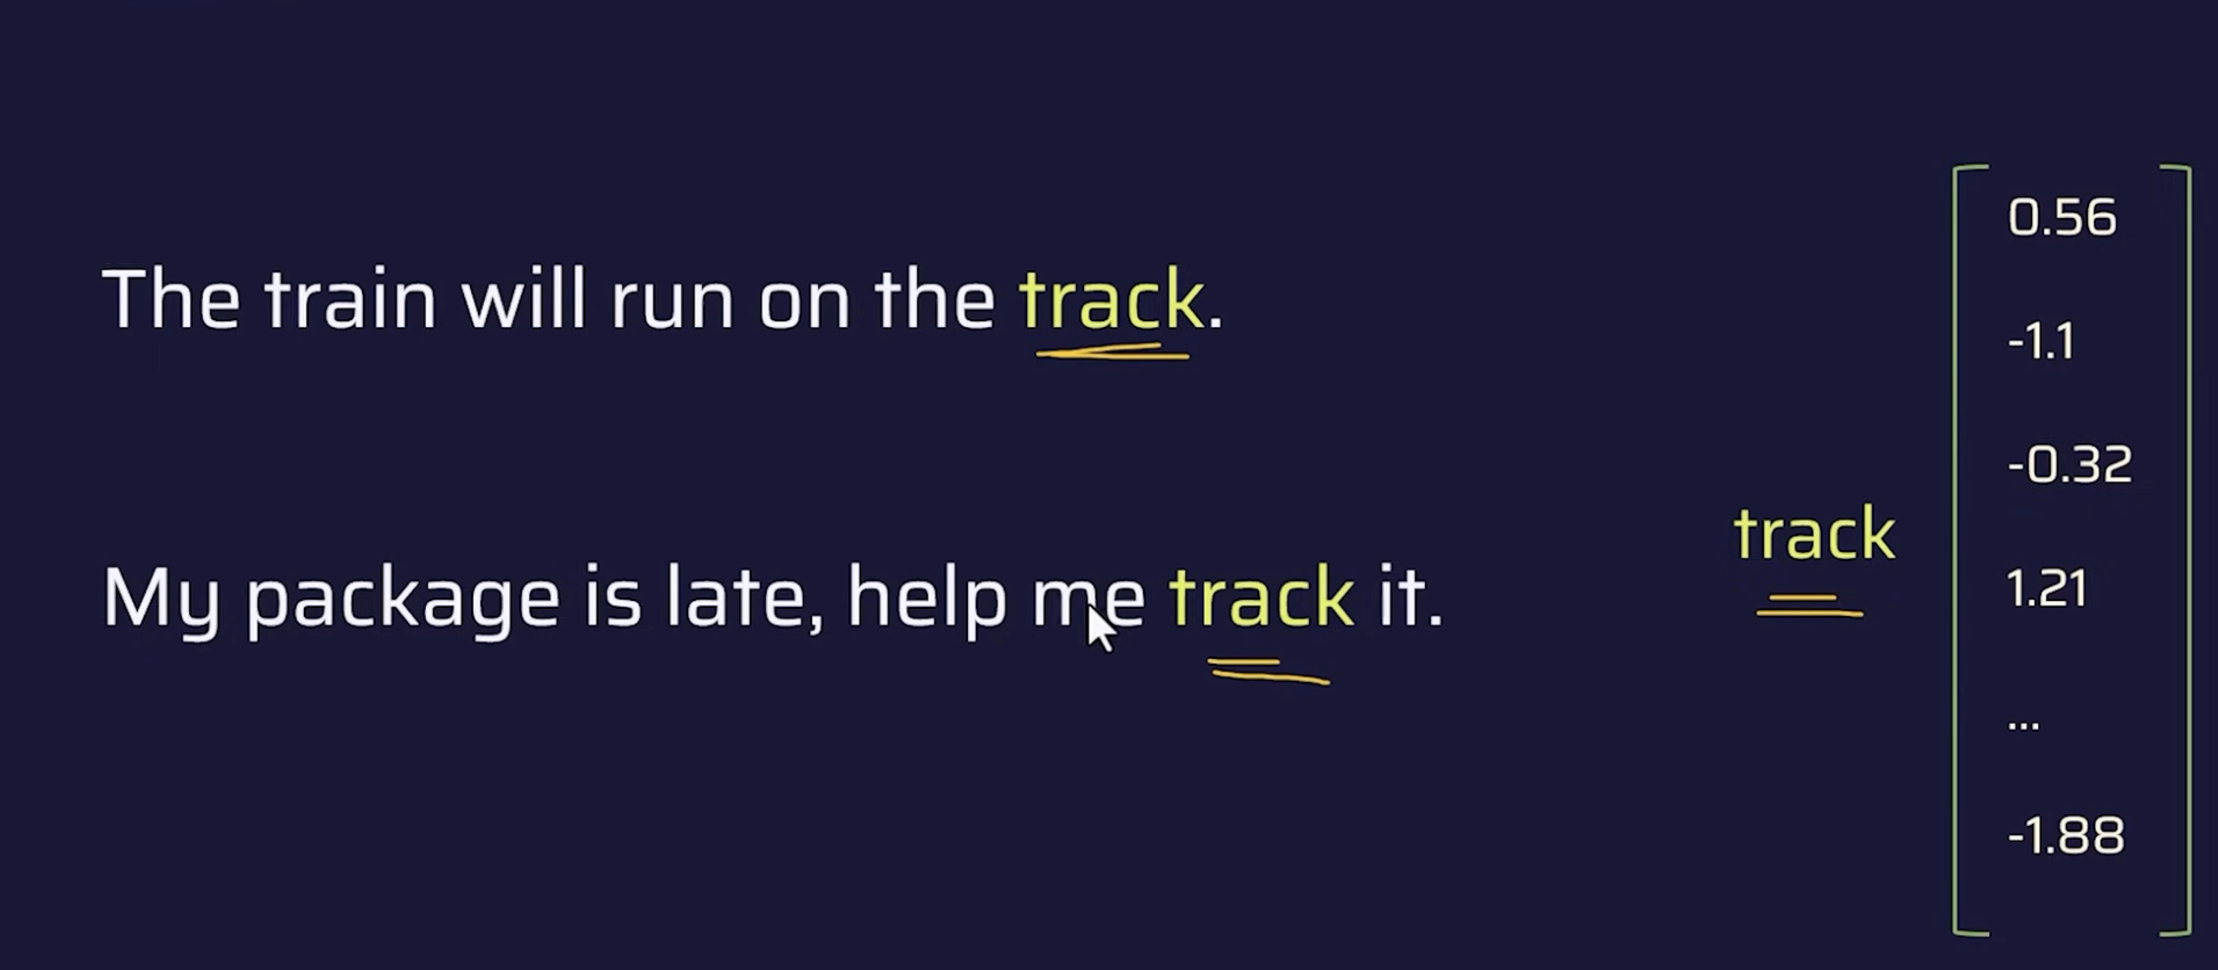 The train will run on the track.
My package is late, help me track it.
track
0.56
-1.1
-0.32
1.21
...
-1.88